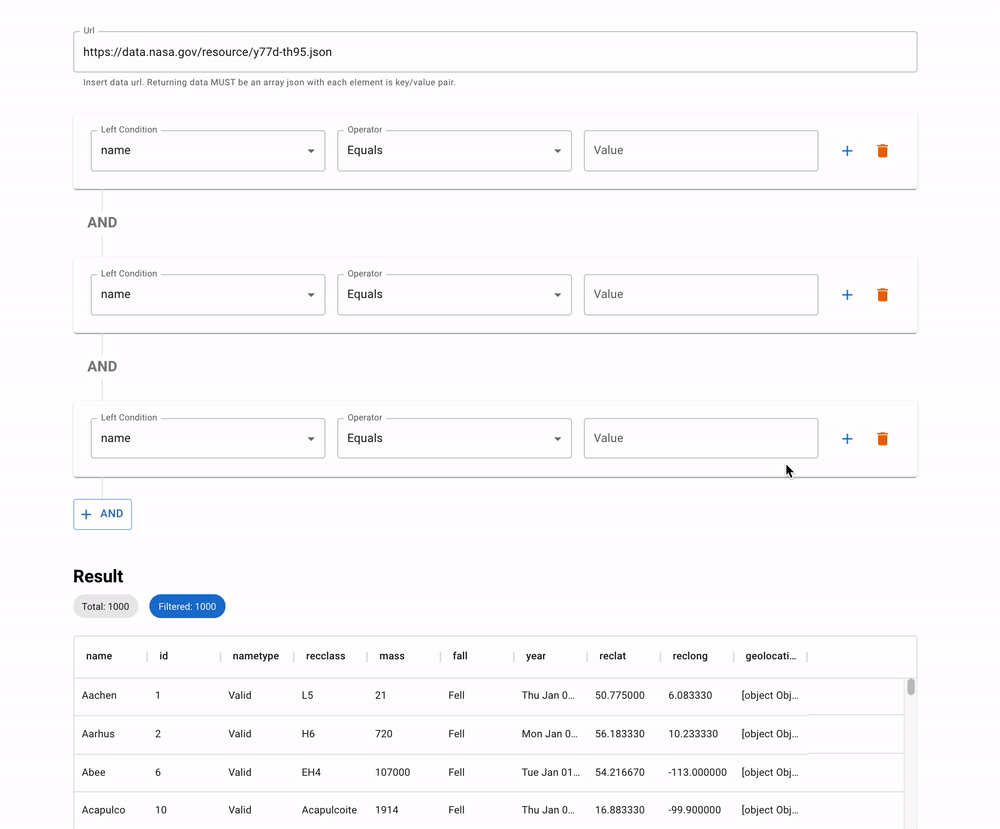 Url
https://data.nasa.gov/resource/y77d-th95.json
Insert data url. Returning data MUST be an array json with each element is key/value pair.
Left Condition Operator
name Equals Value
AND
Left Condition Operator
name Equals Value
AND
Left Condition Operator
name Equals Value
+ AND
Result
Total: 1000 Filtered: 1000
name id nametype recclass mass fall year reclat reclong geolocati...
Aachen 1 Valid L5 21 Fell Thu Jan 0... 50.775000 6.083330 [object Obj...
Aarhus 2 Valid H6 720 Fell Mon Jan 0... 56.183330 10.233330 [object Obj...
Abee 6 Valid EH4 107000 Fell Tue Jan 01... 54.216670 -113.000000 [object Obj...
Acapulco 10 Valid Acapulcoite 1914 Fell Thu Jan 0... 16.883330 -99.900000 [object Obj...